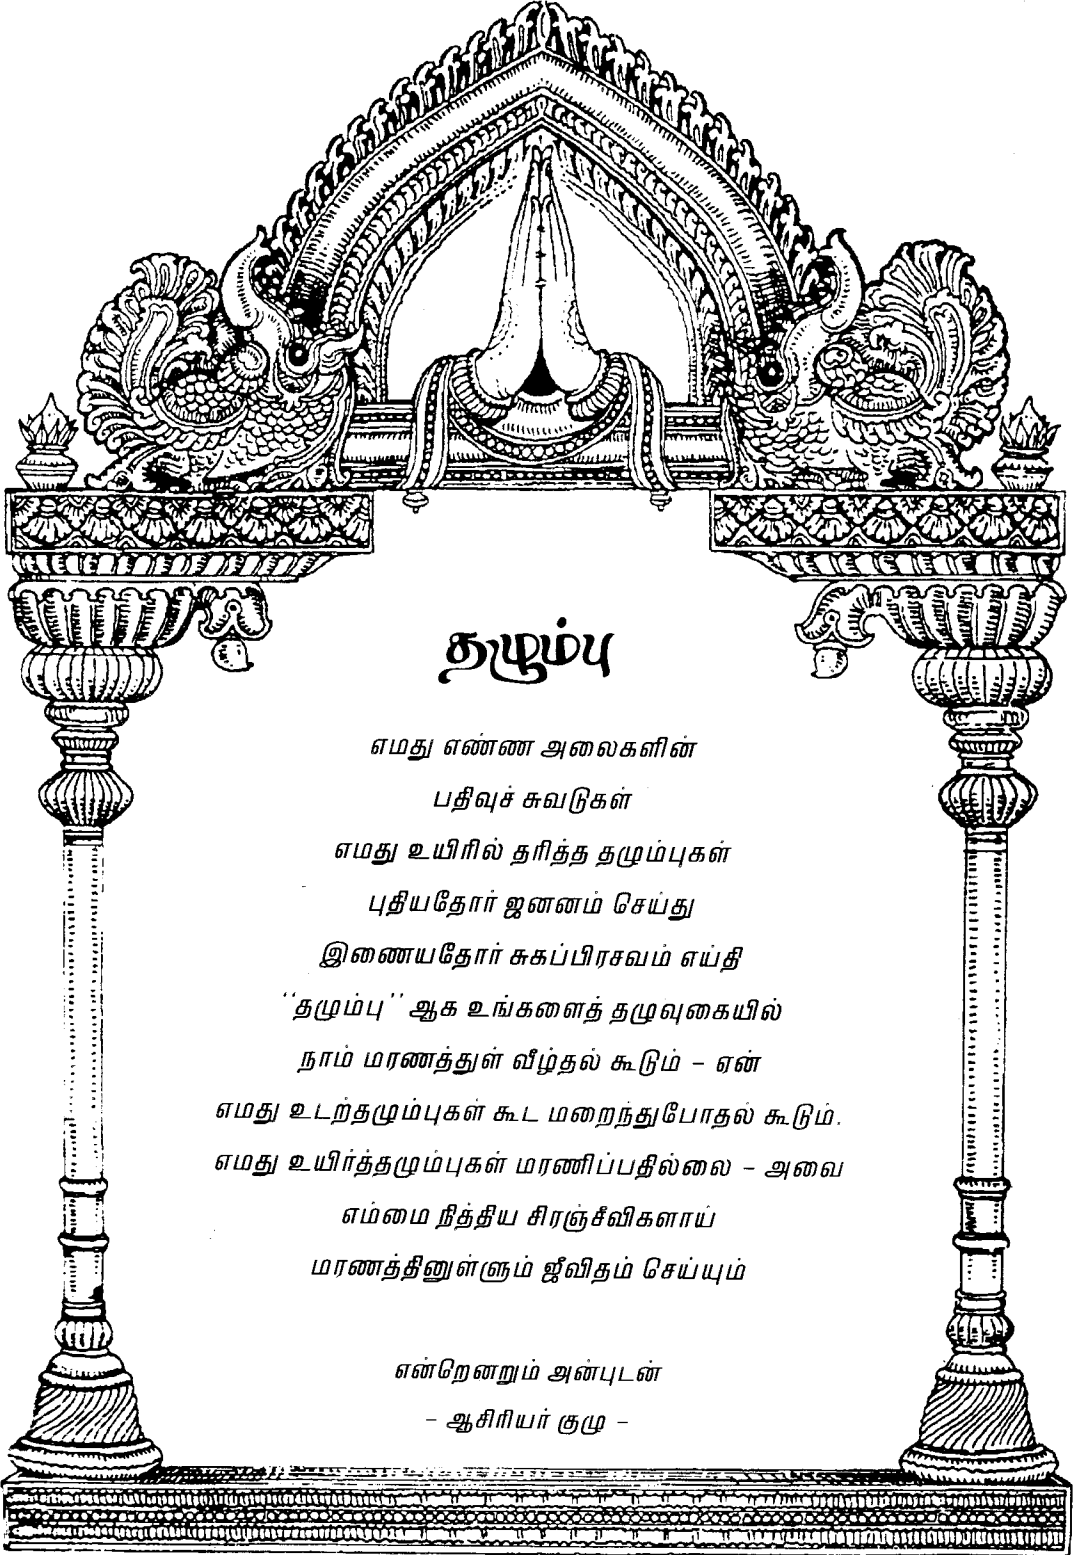 தழும்பு
எமது எண்ண அலைகளின்
பதிவுச் சுவடுகள்
எமது உயிரில் தரித்த தழும்புகள்
புதியதோர் ஜனனம் செய்து
இணையதோர் சுகப்பிரசவம் எய்தி
"தழும்பு" ஆக உங்களைத் தழுவுகையில்
நாம் மரணத்துள் வீழ்தல் கூடும் – ஏன்
எமது உடற்தழும்புகள் கூட மறைந்துபோதல் கூடும்.
எமது உயிர்த்தழும்புகள் மரணிப்பதில்லை – அவை
எம்மை நித்திய சிரஞ்சீவிகளாய்
மரணத்தினுள்ளும் ஜீவிதம் செய்யும்
என்றெனறும் அன்புடன்
– ஆசிரியர் குழு –